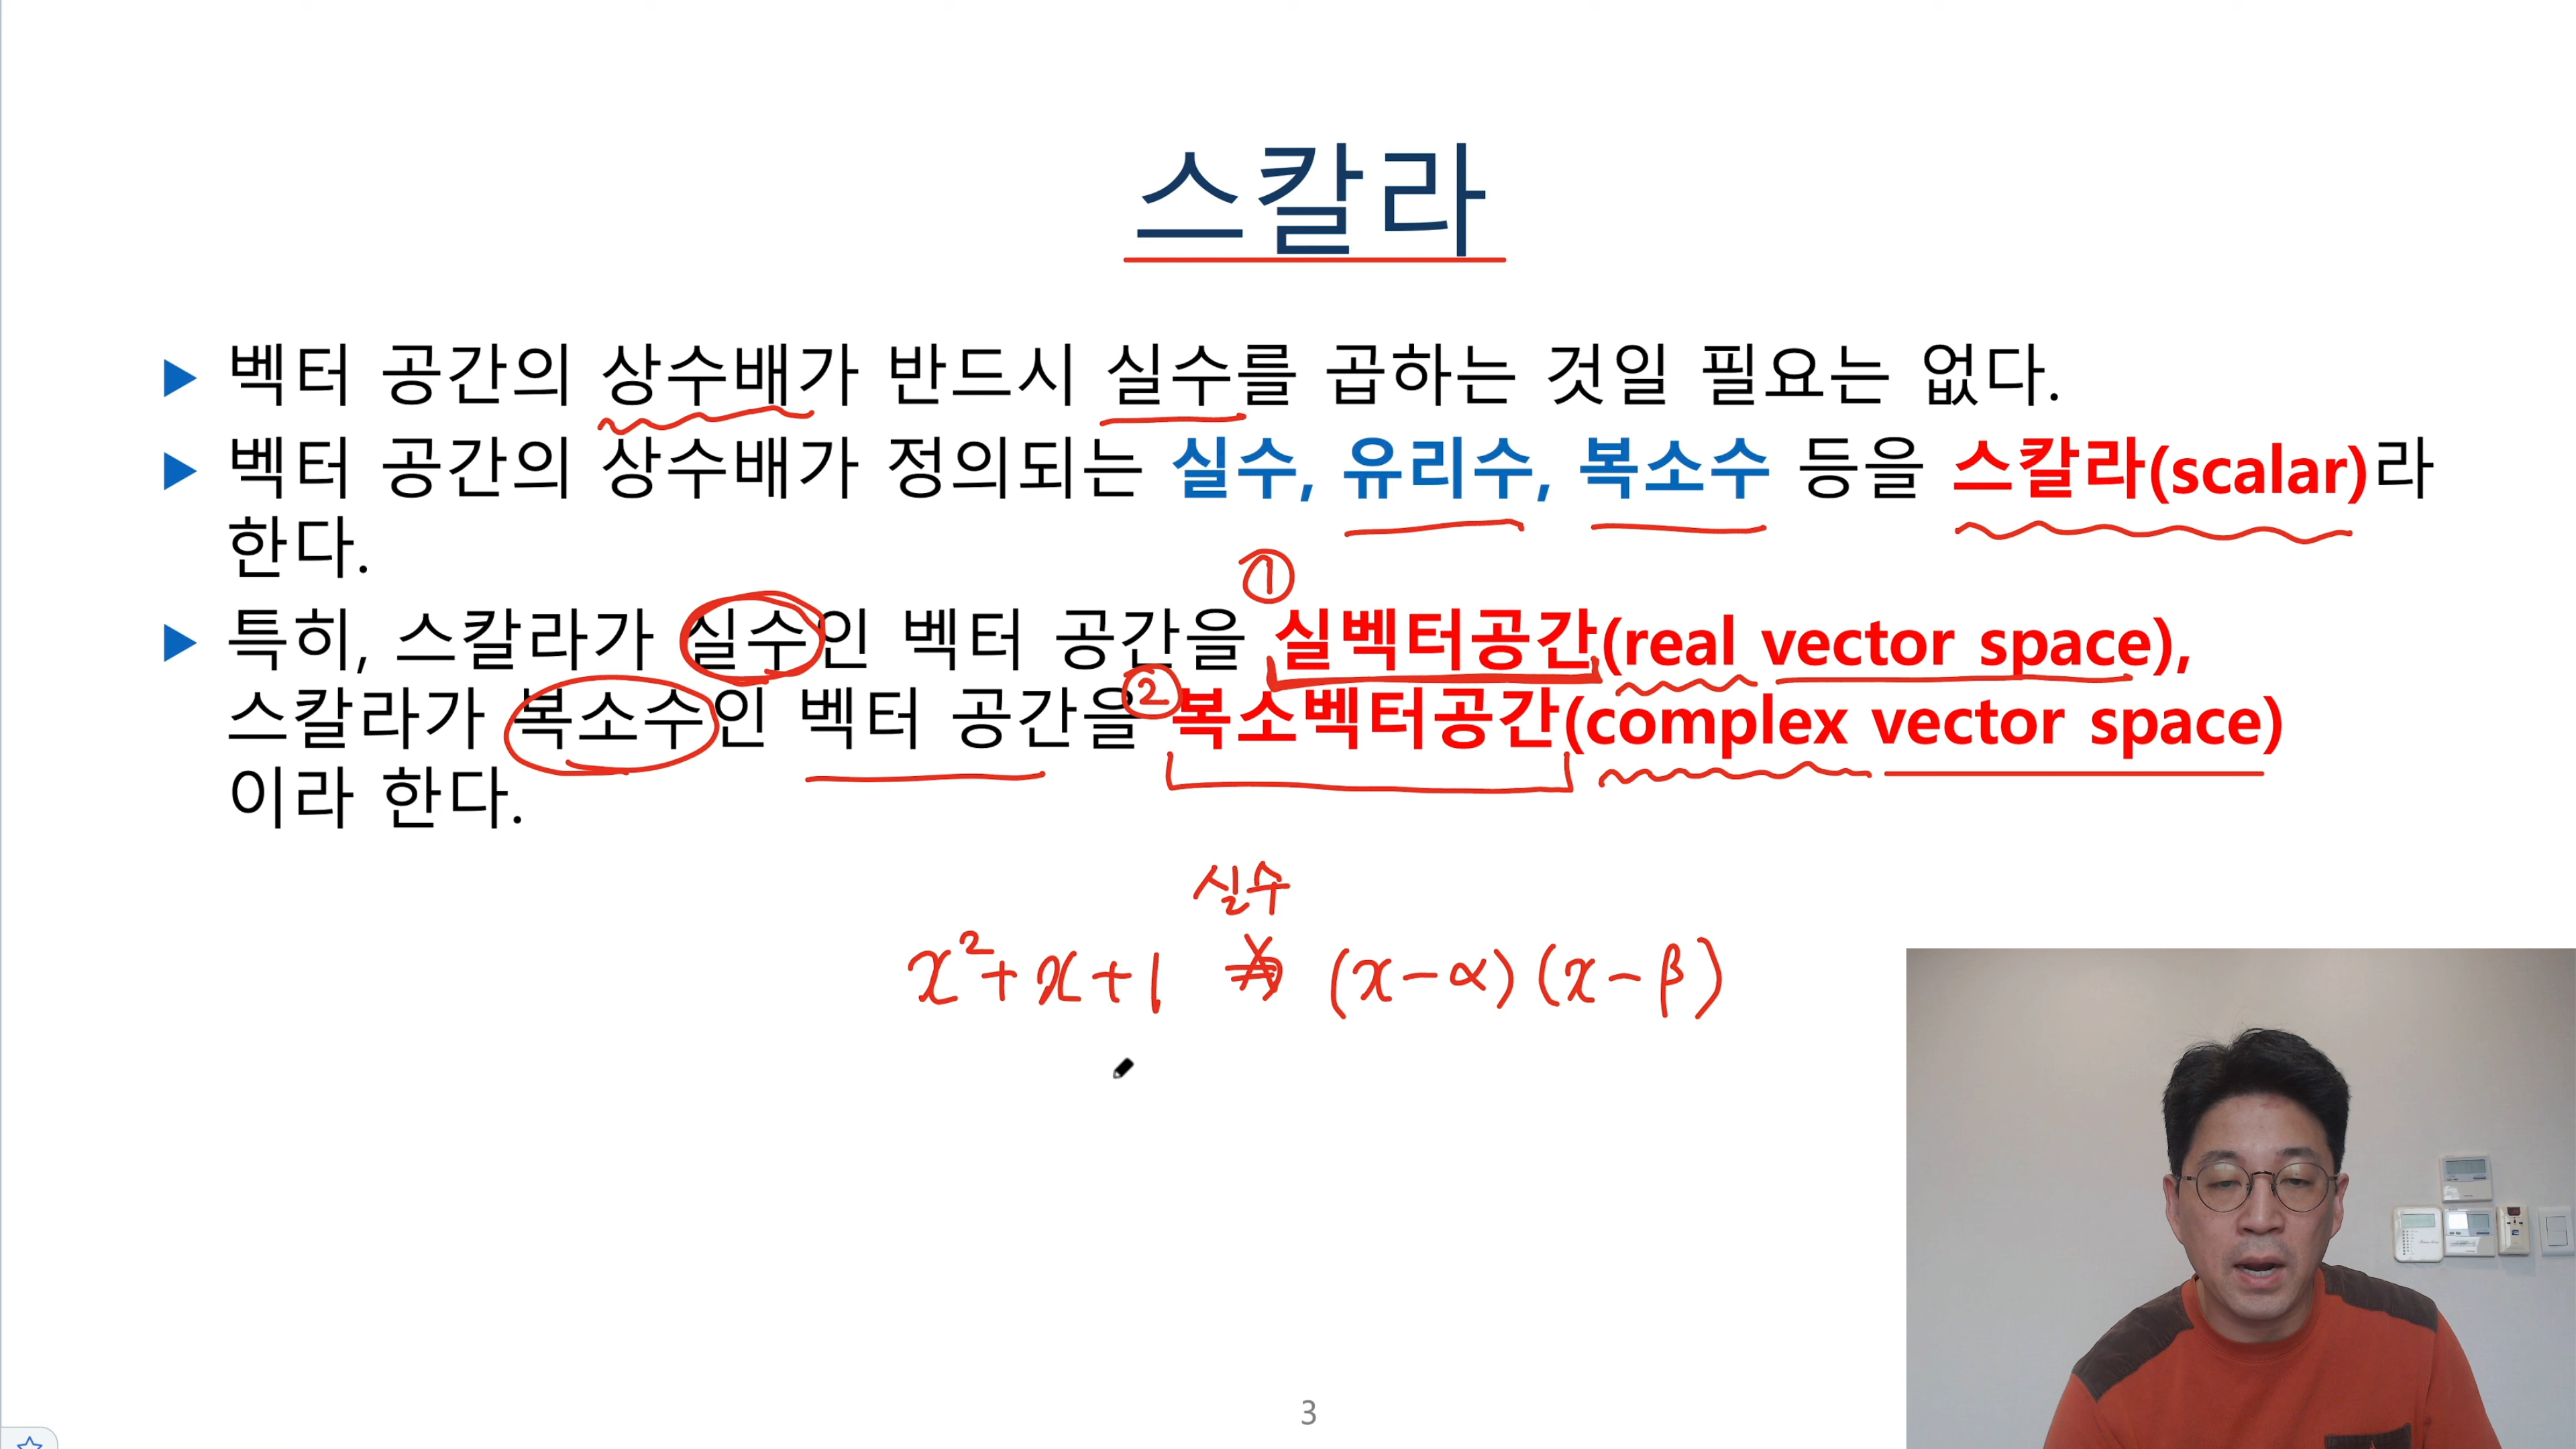 스칼라
벡터 공간의 상수배가 반드시 실수를 곱하는 것일 필요는 없다.
벡터 공간의 상수배가 정의되는 실수, 유리수, 복소수 등을 스칼라(scalar)라
한다.
①
특히, 스칼라가 실수인 벡터 공간을 실벡터공간(real vector space),
스칼라가 복소수인 벡터 공간을 ② 복소벡터공간(complex vector space)
이라 한다.
실수
x²+x+1 (x-α)(x-β)
3